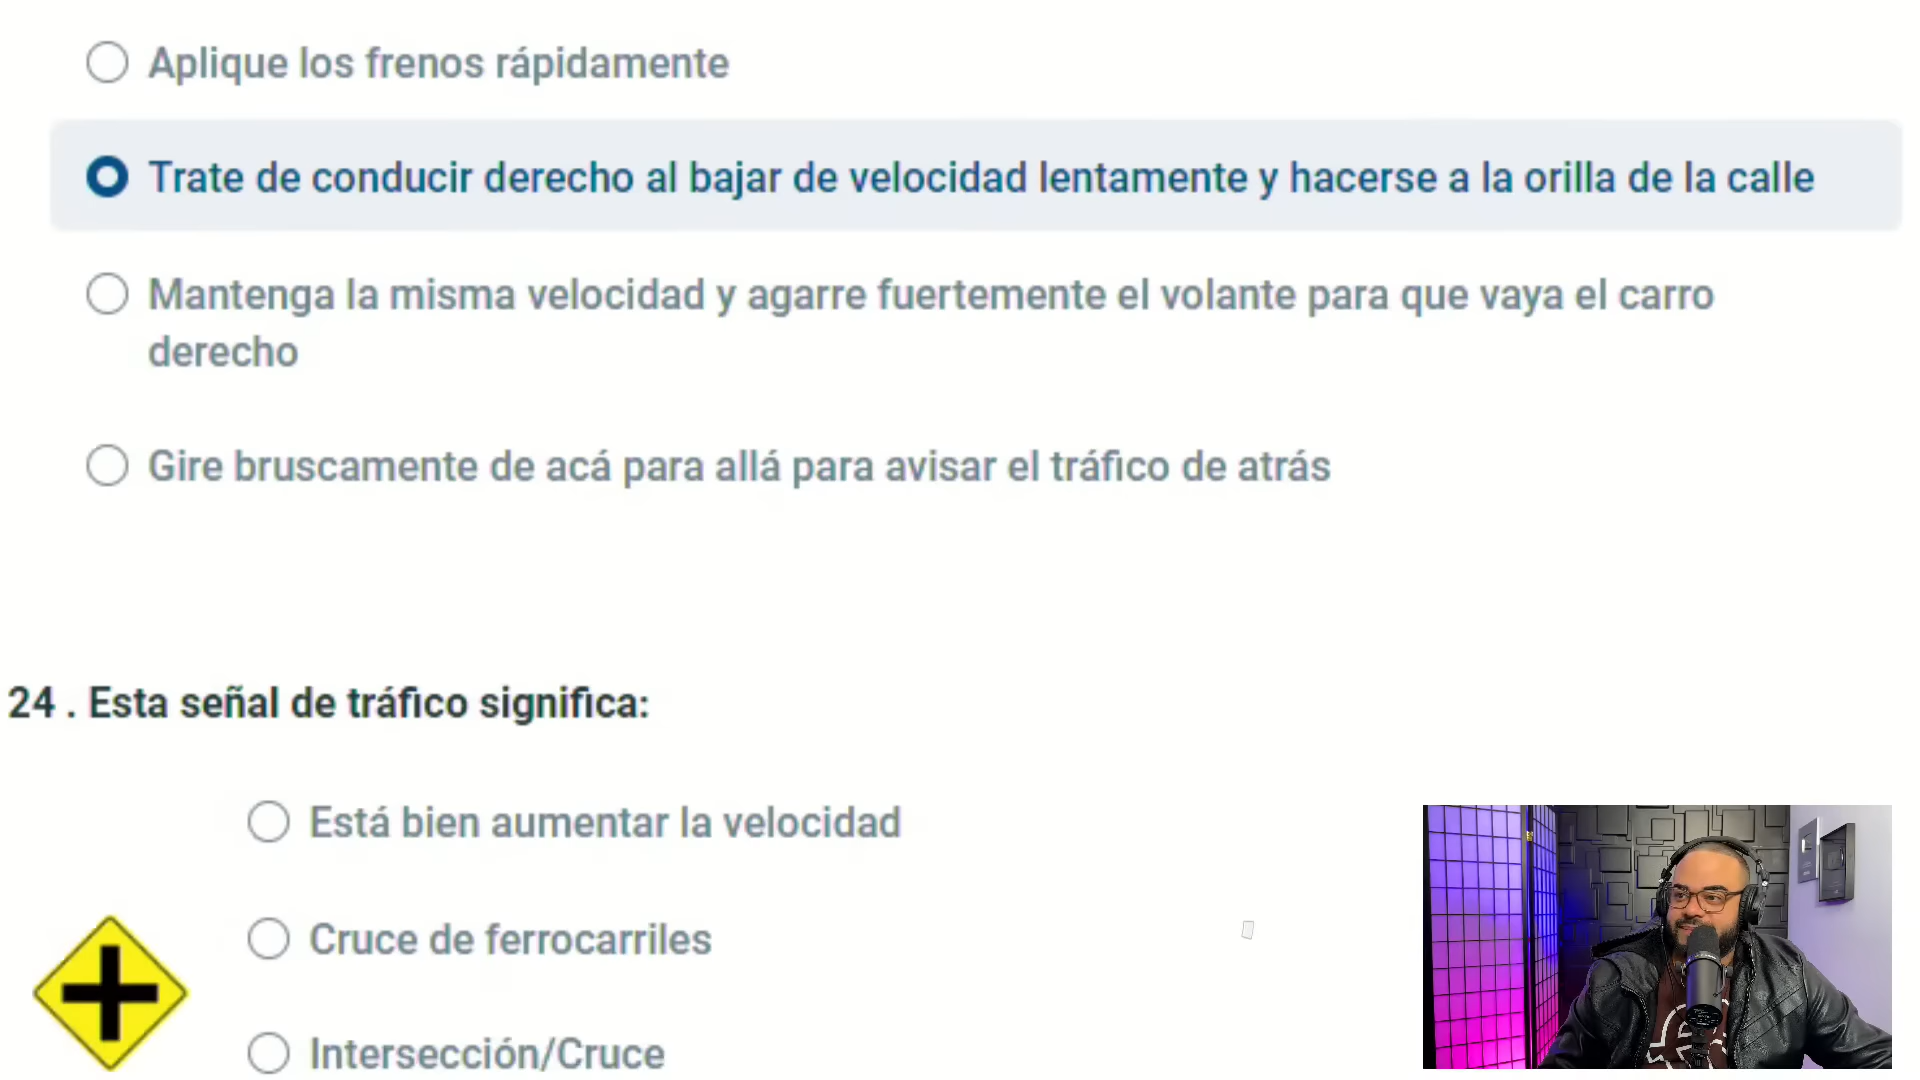 Aplique los frenos rápidamente
Trate de conducir derecho al bajar de velocidad lentamente y hacerse a la orilla de la calle
Mantenga la misma velocidad y agarre fuertemente el volante para que vaya el carro
derecho
Gire bruscamente de acá para allá para avisar el tráfico de atrás
24 . Esta señal de tráfico significa:
Está bien aumentar la velocidad
Cruce de ferrocarriles
Intersección/Cruce